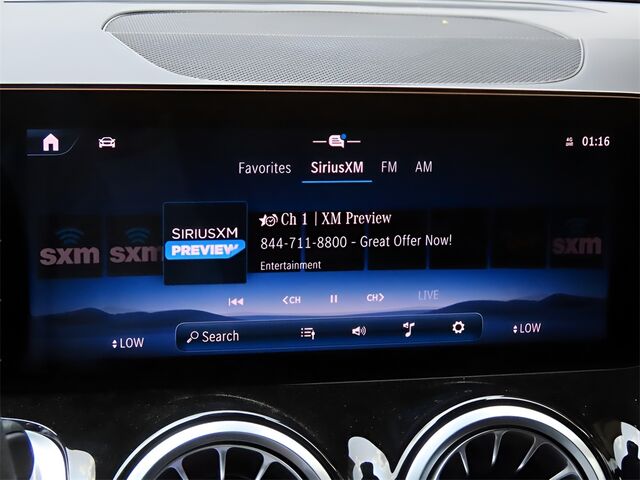 01:16
Favorites SiriusXM FM AM
SIRIUSXM
PREVIEW
Ch 1 | XM Preview
844-711-8800 - Great Offer Now!
Entertainment
sxm
sxm
sxm
<CH CH> LIVE
LOW
Search
LOW